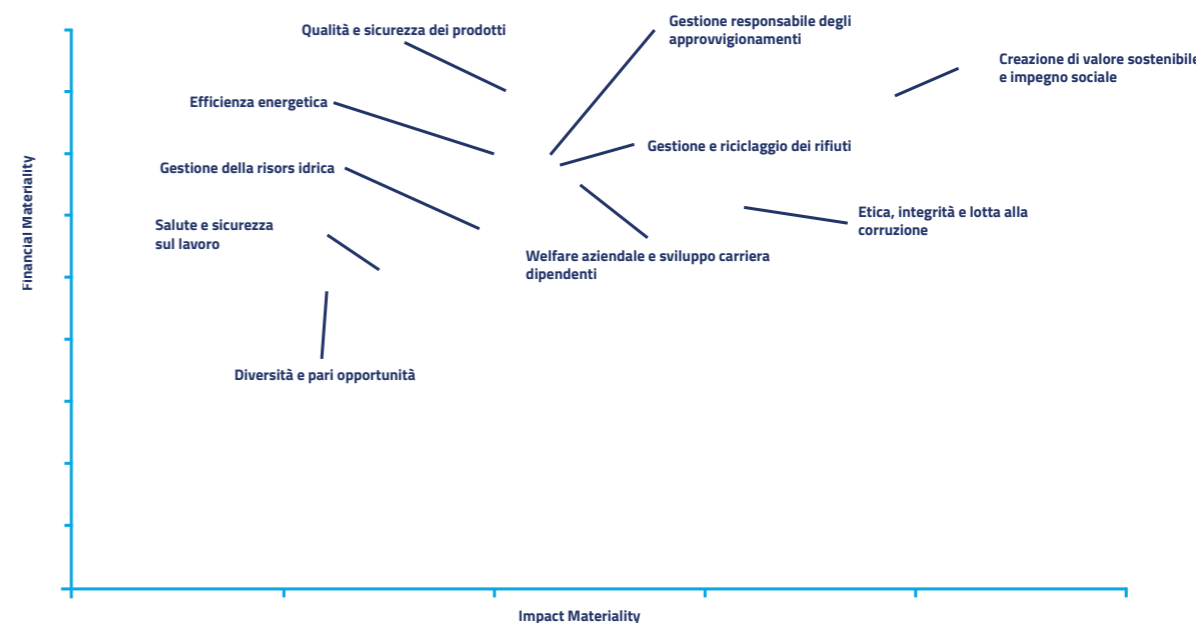 Qualità e sicurezza dei prodotti
Gestione responsabile degli
approvvigionamenti
Creazione di valore sostenibile
e impegno sociale
Efficienza energetica
Gestione e riciclaggio dei rifiuti
Gestione della risors idrica
Salute e sicurezza
sul lavoro
Etica, integrità e lotta alla
corruzione
Welfare aziendale e sviluppo carriera
dipendenti
Diversità e pari opportunità
Financial Materiality
Impact Materiality